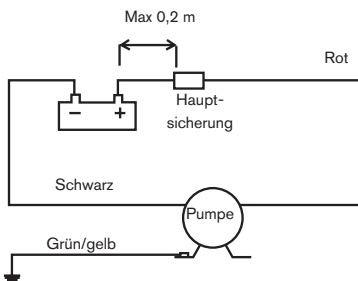 Max 0,2 m
Rot
− +
Haupt-
sicherung
Schwarz
Pumpe
Grün/gelb